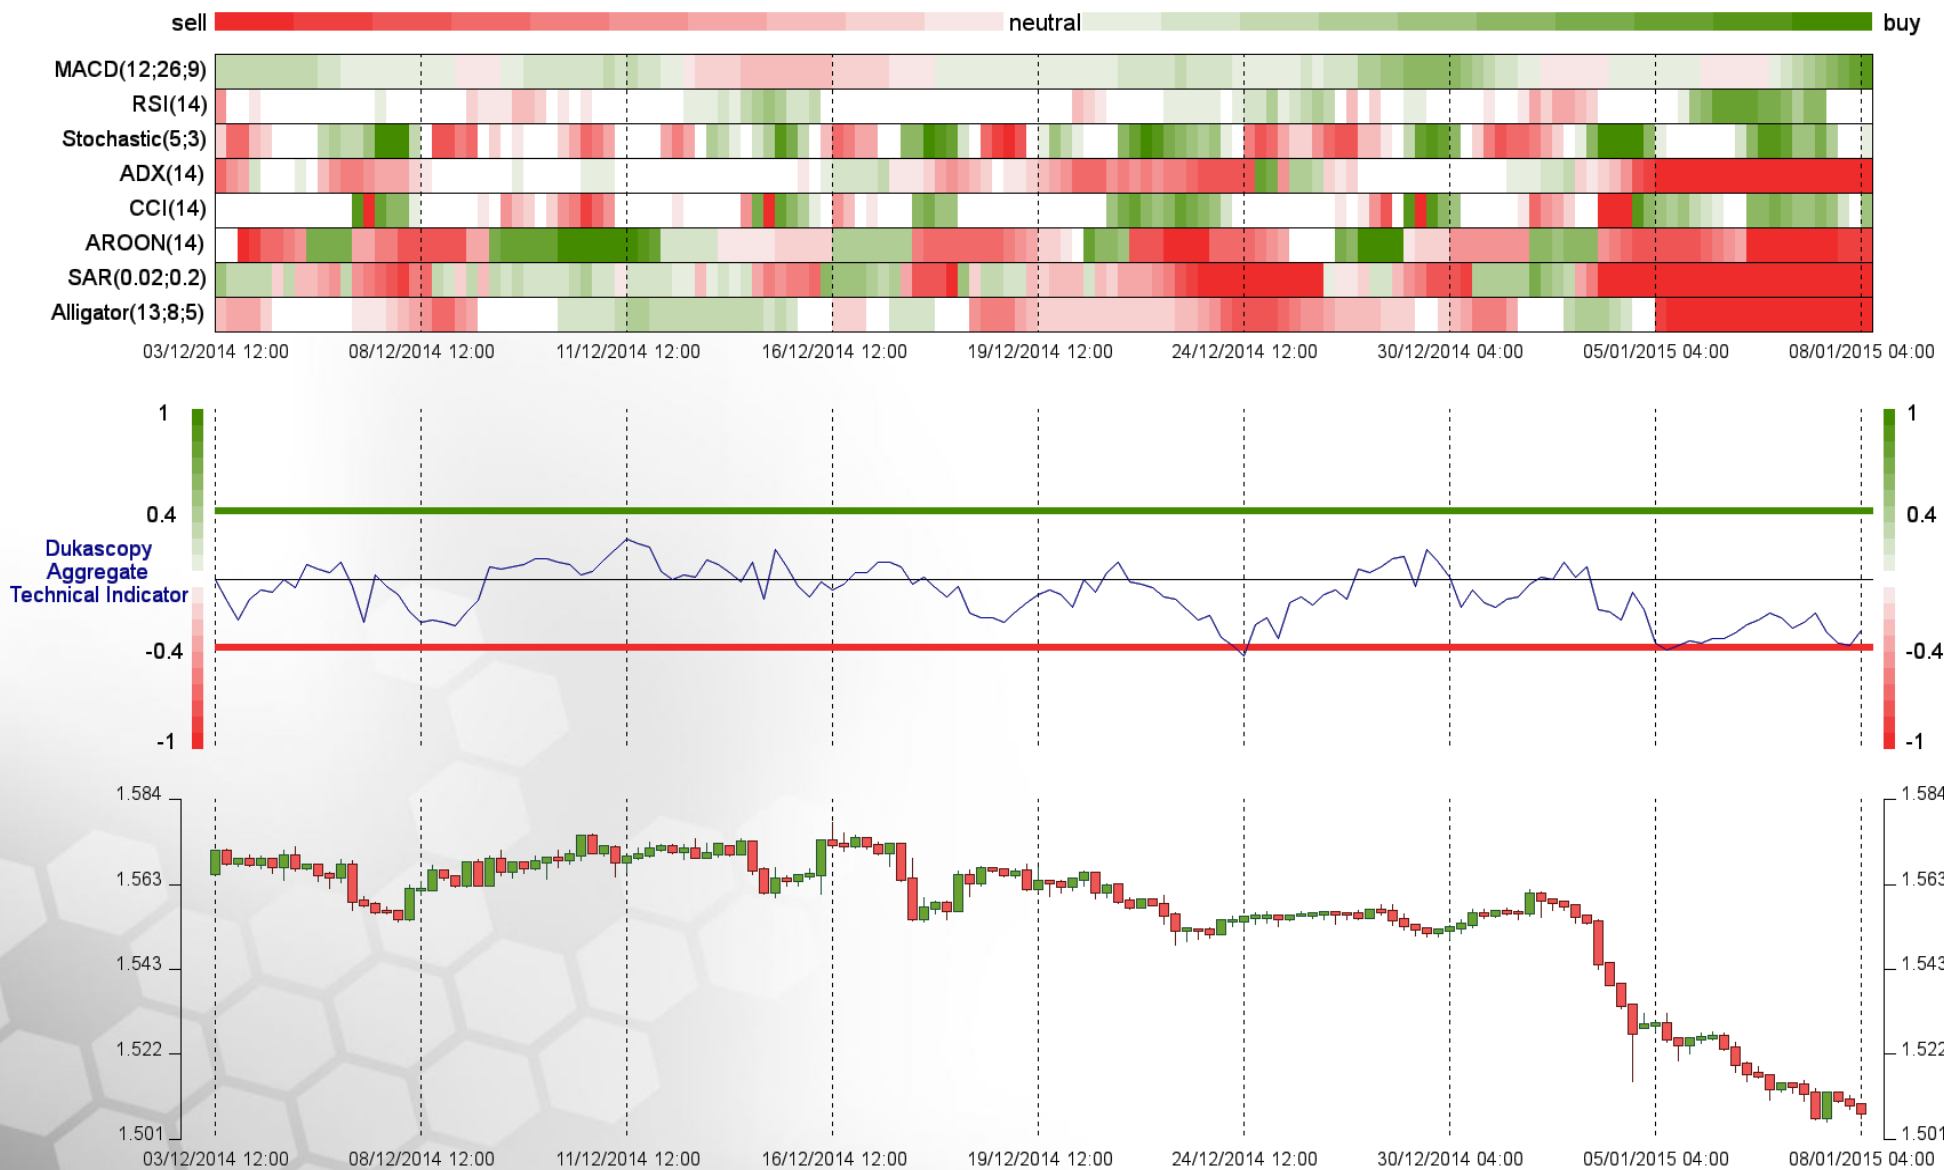 sell neutral buy
MACD(12;26;9)
RSI(14)
Stochastic(5;3)
ADX(14)
CCI(14)
AROON(14)
SAR(0.02;0.2)
Alligator(13;8;5)
03/12/2014 12:00 08/12/2014 12:00 11/12/2014 12:00 16/12/2014 12:00 19/12/2014 12:00 24/12/2014 12:00 30/12/2014 04:00 05/01/2015 04:00 08/01/2015 04:00
1 1
0.4 0.4
Dukascopy
Aggregate
Technical Indicator
-0.4 -0.4
-1 -1
1.584 1.584
1.563 1.563
1.543 1.543
1.522 1.522
1.501 1.501
03/12/2014 12:00 08/12/2014 12:00 11/12/2014 12:00 16/12/2014 12:00 19/12/2014 12:00 24/12/2014 12:00 30/12/2014 04:00 05/01/2015 04:00 08/01/2015 04:00